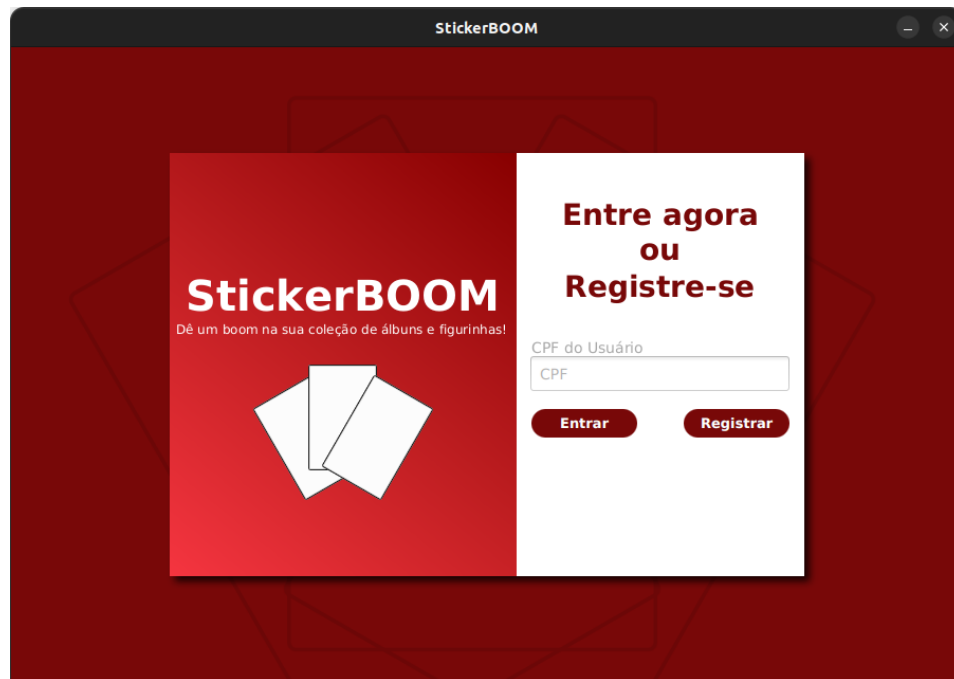 StickerBOOM
StickerBOOM
Dê um boom na sua coleção de álbuns e figurinhas!
Entre agora
ou
Registre-se
CPF do Usuário
CPF
Entrar
Registrar